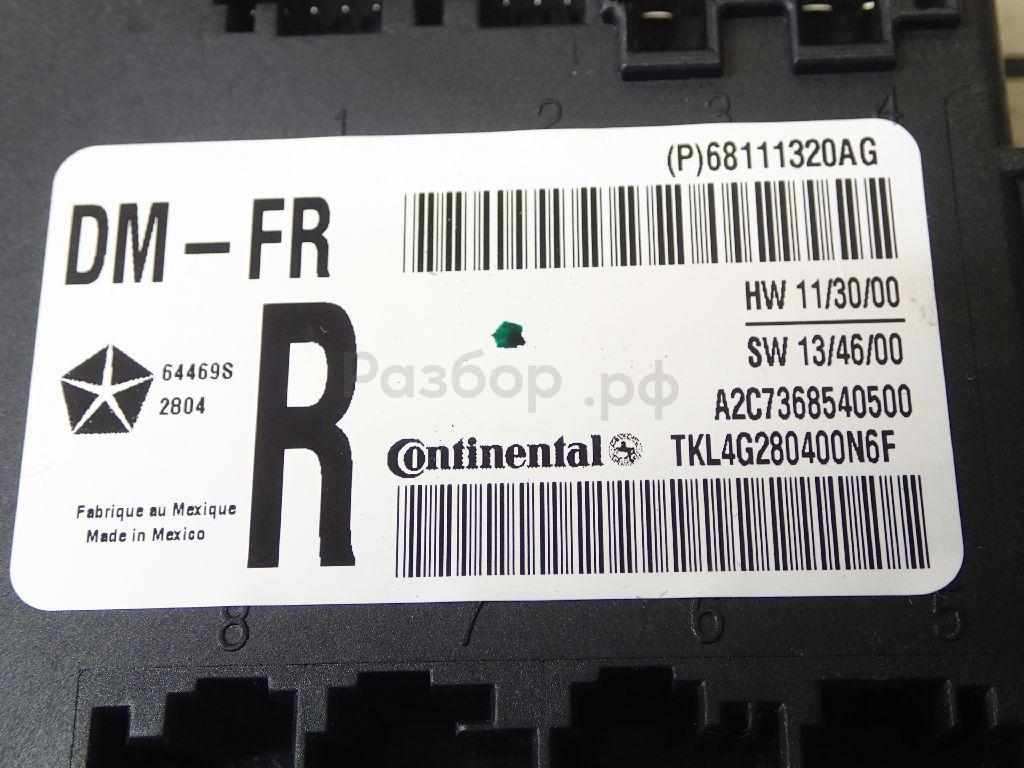 1 2 3 4
(P)68111320AG
DM-FR
HW 11/30/00
SW 13/46/00
R
64469S
2804
A2C7368540500
Continental TKL4G280400N6F
Fabrique au Mexique
Made in Mexico
8 7 6 5
Разбор.рф